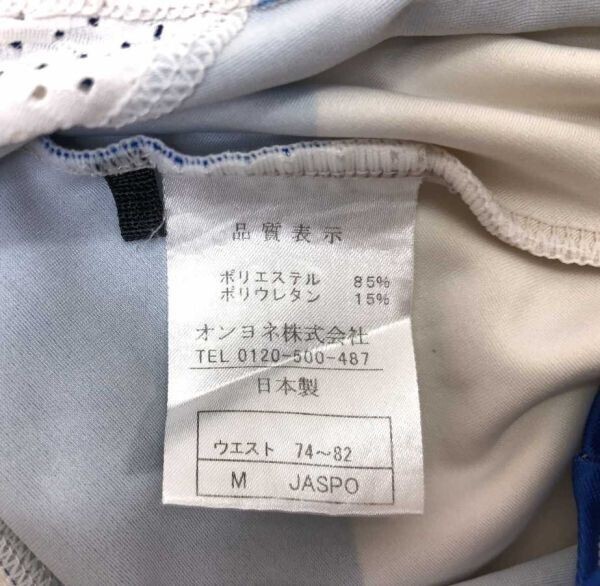 品質表示
ポリエステル 85%
ポリウレタン 15%
オンヨネ株式会社
TEL 0120-500-487
日本製
ウエスト 74～82
M JASPO